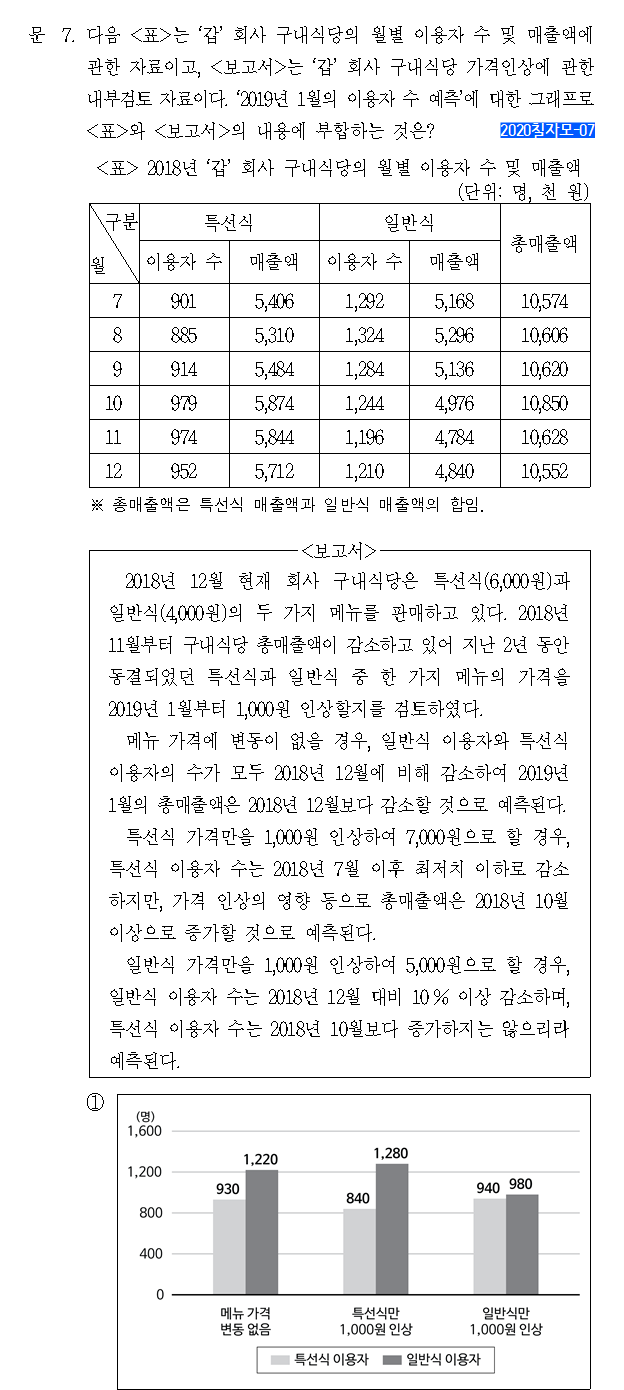 문 7. 다음 <표>는 ‘갑’ 회사 구내식당의 월별 이용자 수 및 매출액에
관한 자료이고, <보고서>는 ‘갑’ 회사 구내식당 가격인상에 관한
내부검토 자료이다. ‘2019년 1월의 이용자 수 예측’에 대한 그래프로
<표>와 <보고서>의 내용에 부합하는 것은? 2020집자모-07
<표> 2018년 ‘갑’ 회사 구내식당의 월별 이용자 수 및 매출액
(단위: 명, 천 원)
구분 특선식 일반식 총매출액
월 이용자 수 매출액 이용자 수 매출액
7 901 5,406 1,292 5,168 10,574
8 885 5,310 1,324 5,296 10,606
9 914 5,484 1,284 5,136 10,620
10 979 5,874 1,244 4,976 10,850
11 974 5,844 1,196 4,784 10,628
12 952 5,712 1,210 4,840 10,552
※ 총매출액은 특선식 매출액과 일반식 매출액의 합임.
<보고서>
2018년 12월 현재 회사 구내식당은 특선식(6,000원)과
일반식(4,000원)의 두 가지 메뉴를 판매하고 있다. 2018년
11월부터 구내식당 총매출액이 감소하고 있어 지난 2년 동안
동결되었던 특선식과 일반식 중 한 가지 메뉴의 가격을
2019년 1월부터 1,000원 인상할지를 검토하였다.
메뉴 가격에 변동이 없을 경우, 일반식 이용자와 특선식
이용자의 수가 모두 2018년 12월에 비해 감소하여 2019년
1월의 총매출액은 2018년 12월보다 감소할 것으로 예측된다.
특선식 가격만을 1,000원 인상하여 7,000원으로 할 경우,
특선식 이용자 수는 2018년 7월 이후 최저치 이하로 감소
하지만, 가격 인상의 영향 등으로 총매출액은 2018년 10월
이상으로 증가할 것으로 예측된다.
일반식 가격만을 1,000원 인상하여 5,000원으로 할 경우,
일반식 이용자 수는 2018년 12월 대비 10% 이상 감소하며,
특선식 이용자 수는 2018년 10월보다 증가하지는 않으리라
예측된다.
①
(명)
1,600
1,200
800
400
0
930 1,220 840 1,280 940 980
메뉴 가격 특선식만 일반식만
변동 없음 1,000원 인상 1,000원 인상
특선식 이용자 일반식 이용자